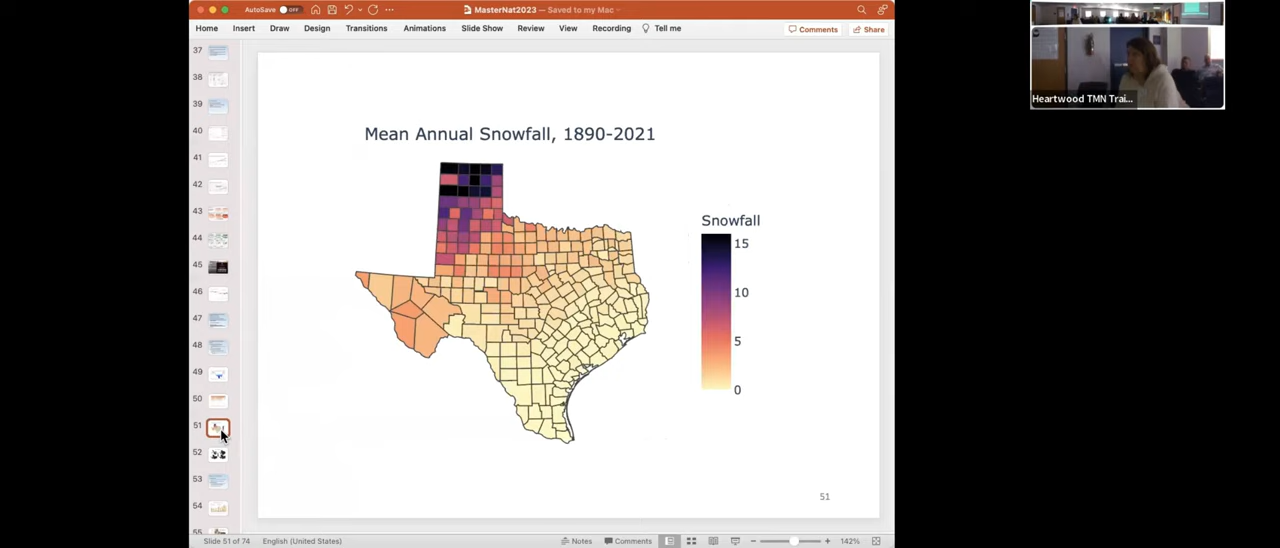 AutoSave OFF
MasterNat2023 — Saved to my Mac
Home Insert Draw Design Transitions Animations Slide Show Review View Recording Tell me
Comments Share
37
38
39
40
41
42
43
44
45
46
47
48
49
50
51
52
53
54
55
Mean Annual Snowfall, 1890-2021
Snowfall
15
10
5
0
51
Slide 51 of 74 English (United States)
Notes Comments 142%
Heartwood TMN Trai...